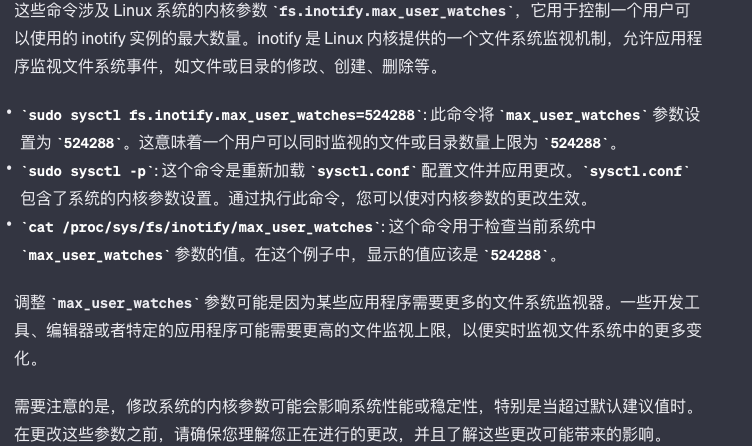 这些命令涉及 Linux 系统的内核参数 `fs.inotify.max_user_watches`，它用于控制一个用户可
以使用的 inotify 实例的最大数量。inotify 是 Linux 内核提供的一个文件系统监视机制，允许应用程
序监视文件系统事件，如文件或目录的修改、创建、删除等。
• `sudo sysctl fs.inotify.max_user_watches=524288`: 此命令将 `max_user_watches` 参数设
置为 `524288`。这意味着一个用户可以同时监视的文件或目录数量上限为 `524288`。
• `sudo sysctl -p`: 这个命令是重新加载 `sysctl.conf` 配置文件并应用更改。`sysctl.conf`
包含了系统的内核参数设置。通过执行此命令，您可以使对内核参数的更改生效。
• `cat /proc/sys/fs/inotify/max_user_watches`: 这个命令用于检查当前系统中
`max_user_watches` 参数的值。在这个例子中，显示的值应该是 `524288`。
调整 `max_user_watches` 参数可能是因为某些应用程序需要更多的文件系统监视器。一些开发工
具、编辑器或者特定的应用程序可能需要更高的文件监视上限，以便实时监视文件系统中的更多变
化。
需要注意的是，修改系统的内核参数可能会影响系统性能或稳定性，特别是当超过默认建议值时。
在更改这些参数之前，请确保您理解您正在进行的更改，并且了解这些更改可能带来的影响。